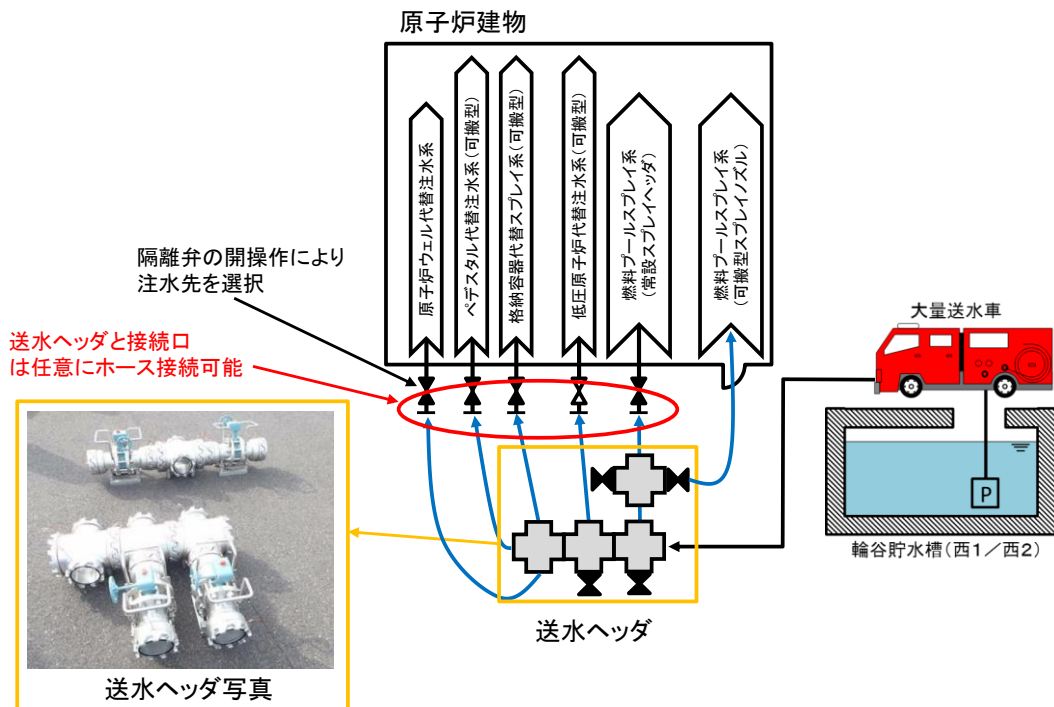 原子炉建物
原子炉ウェル代替注水系
ペデスタル代替注水系(可搬型)
格納容器代替スプレイ系(可搬型)
低圧原子炉代替注水系(可搬型)
燃料プールスプレイ系
(常設スプレイヘッダ)
燃料プールスプレイ系
(可搬型スプレイノズル)
隔離弁の開操作により
注水先を選択
送水ヘッダと接続口
は任意にホース接続可能
大量送水車
P
輪谷貯水槽(西1/西2)
送水ヘッダ
送水ヘッダ写真